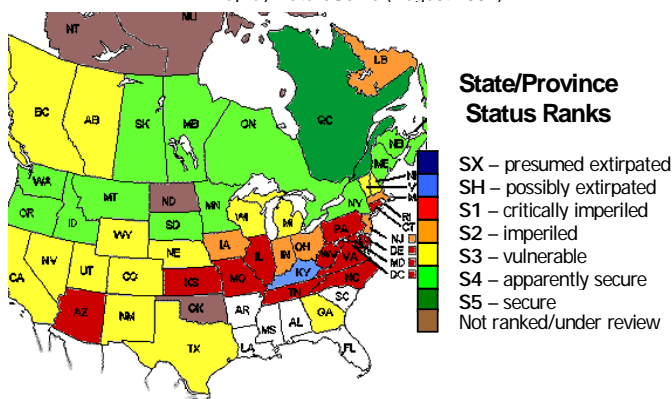 NT
NU
LB
BC
AB
SK
MB
ON
QC
NB
ME
WA
MT
ND
MN
OR
ID
SD
WI
MI
NY
WY
NE
IA
PA
NV
UT
CO
IL
IN
OH
CA
KS
MO
KY
WV
VA
TN
NC
AZ
NM
OK
AR
SC
MS
AL
GA
TX
LA
FL
RI
CT
NJ
DE
MD
DC
State/Province
Status Ranks
SX – presumed extirpated
SH – possibly extirpated
S1 – critically imperiled
S2 – imperiled
S3 – vulnerable
S4 – apparently secure
S5 – secure
Not ranked/under review